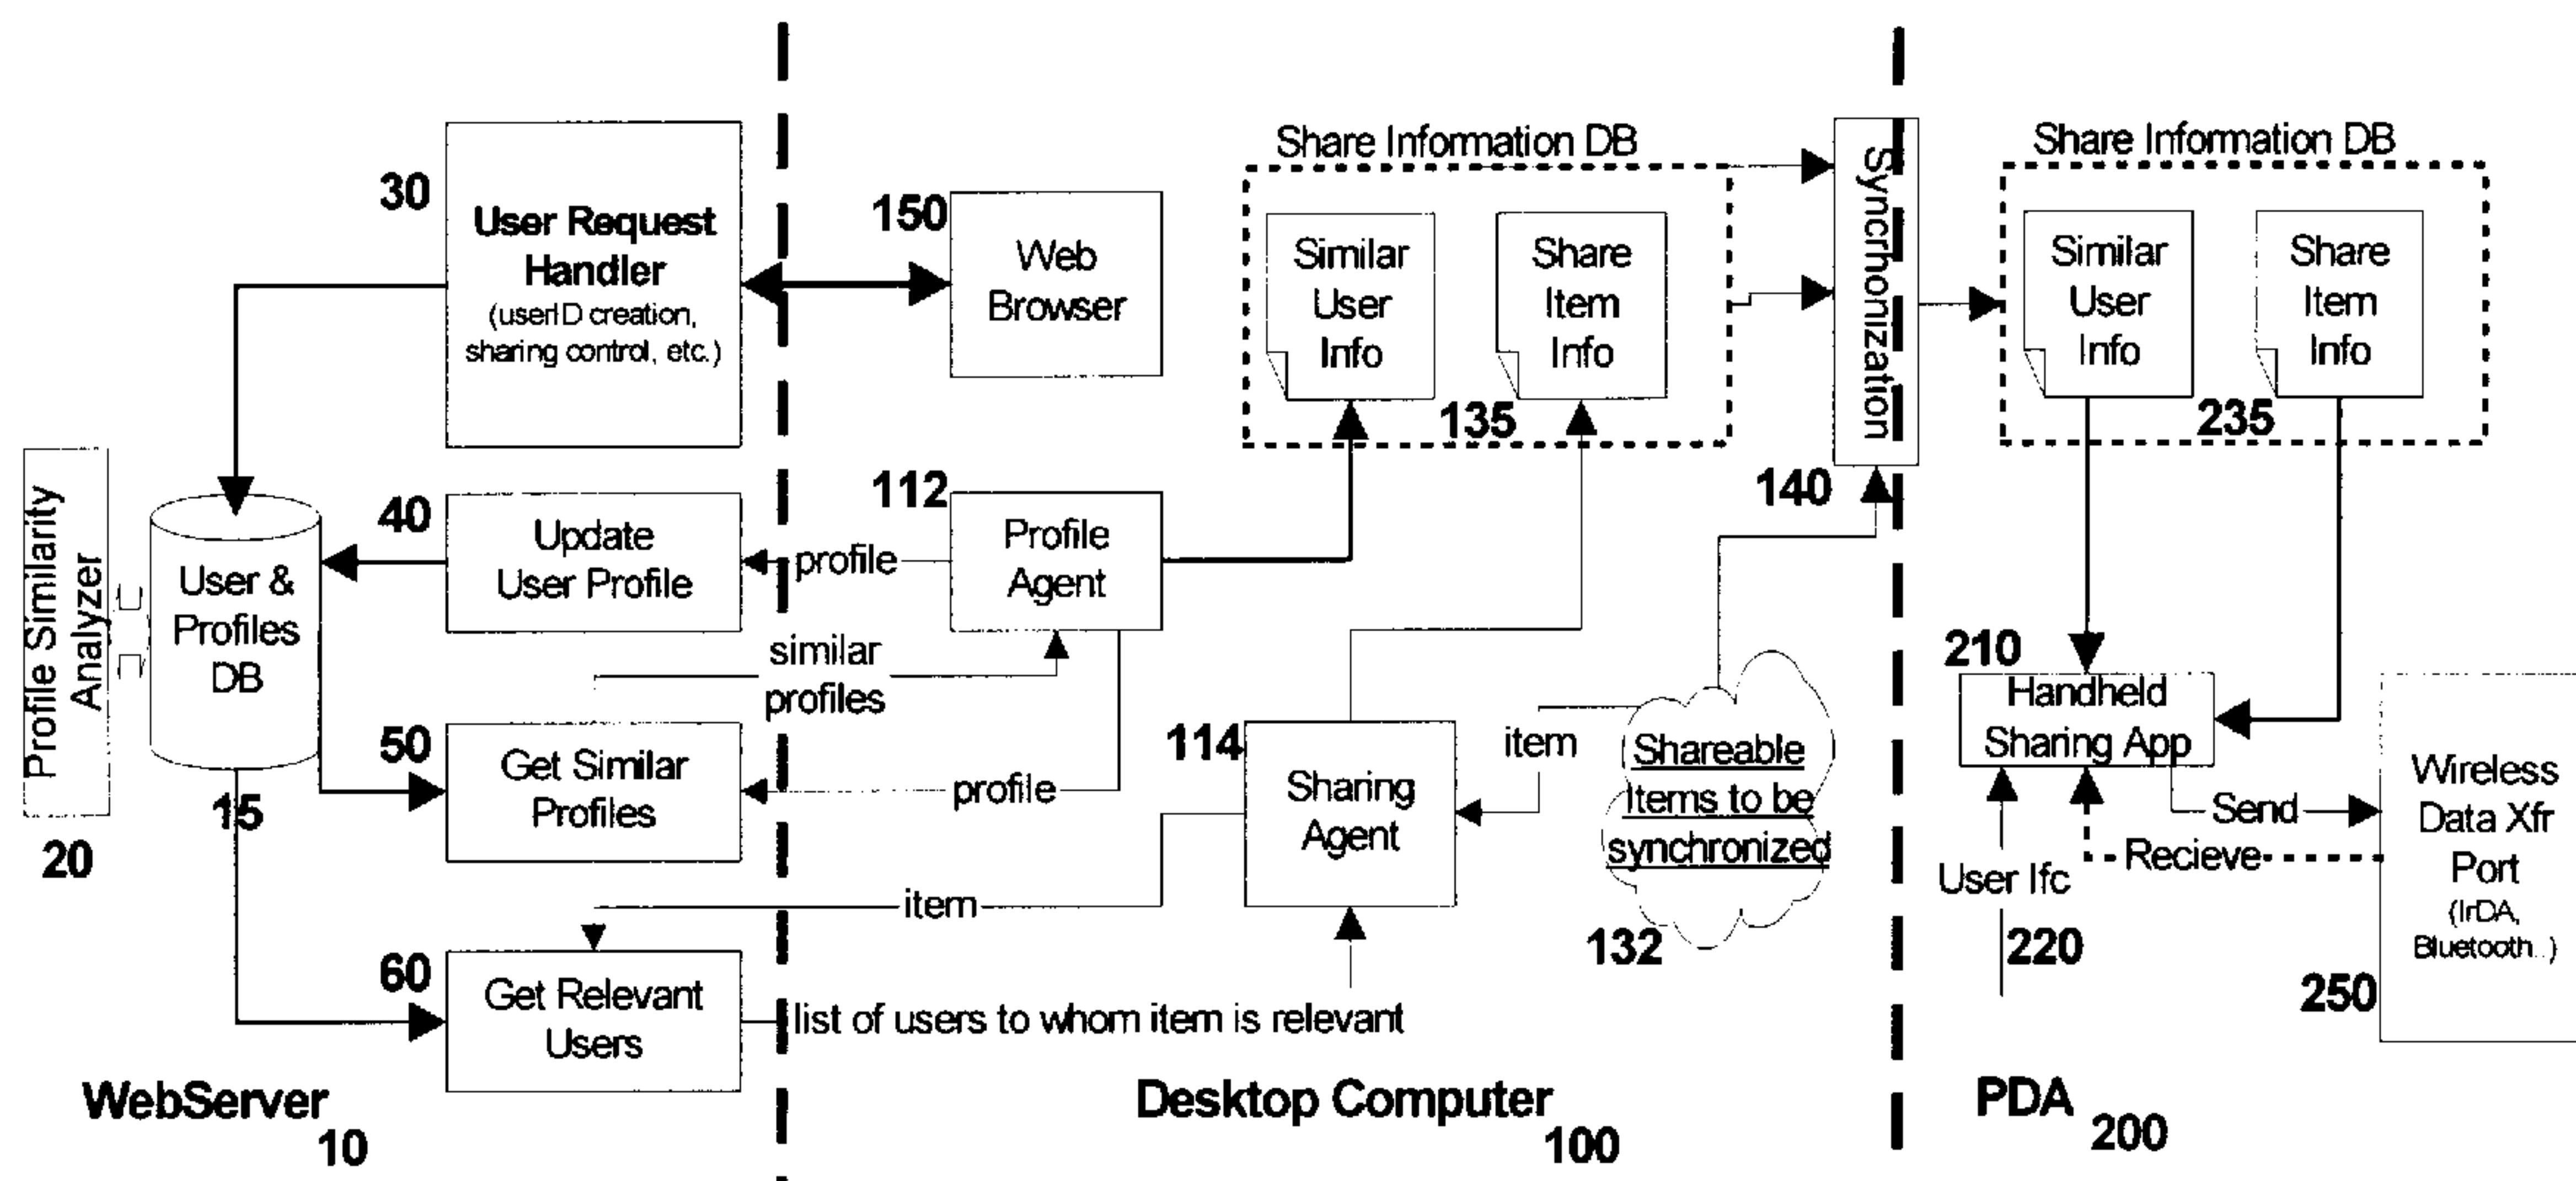 30
User Request
Handler
(userID creation,
sharing control, etc.)
150
Web
Browser
Share Information DB
Similar
User
Info
Share
Item
Info
135
Syncrhonization
140
Share Information DB
Similar
User
Info
Share
Item
Info
235
Profile Similarity
Analyzer
20
User &
Profiles
DB
15
40
Update
User Profile
profile
112
Profile
Agent
similar
profiles
50
Get Similar
Profiles
profile
114
Sharing
Agent
item
Shareable
Items to be
synchronized
132
item
60
Get Relevant
Users
list of users to whom item is relevant
210
Handheld
Sharing App
Send
Recieve
User Ifc
220
Wireless
Data Xfr
Port
(IrDA,
Bluetooth..)
250
WebServer
10
Desktop Computer
100
PDA
200